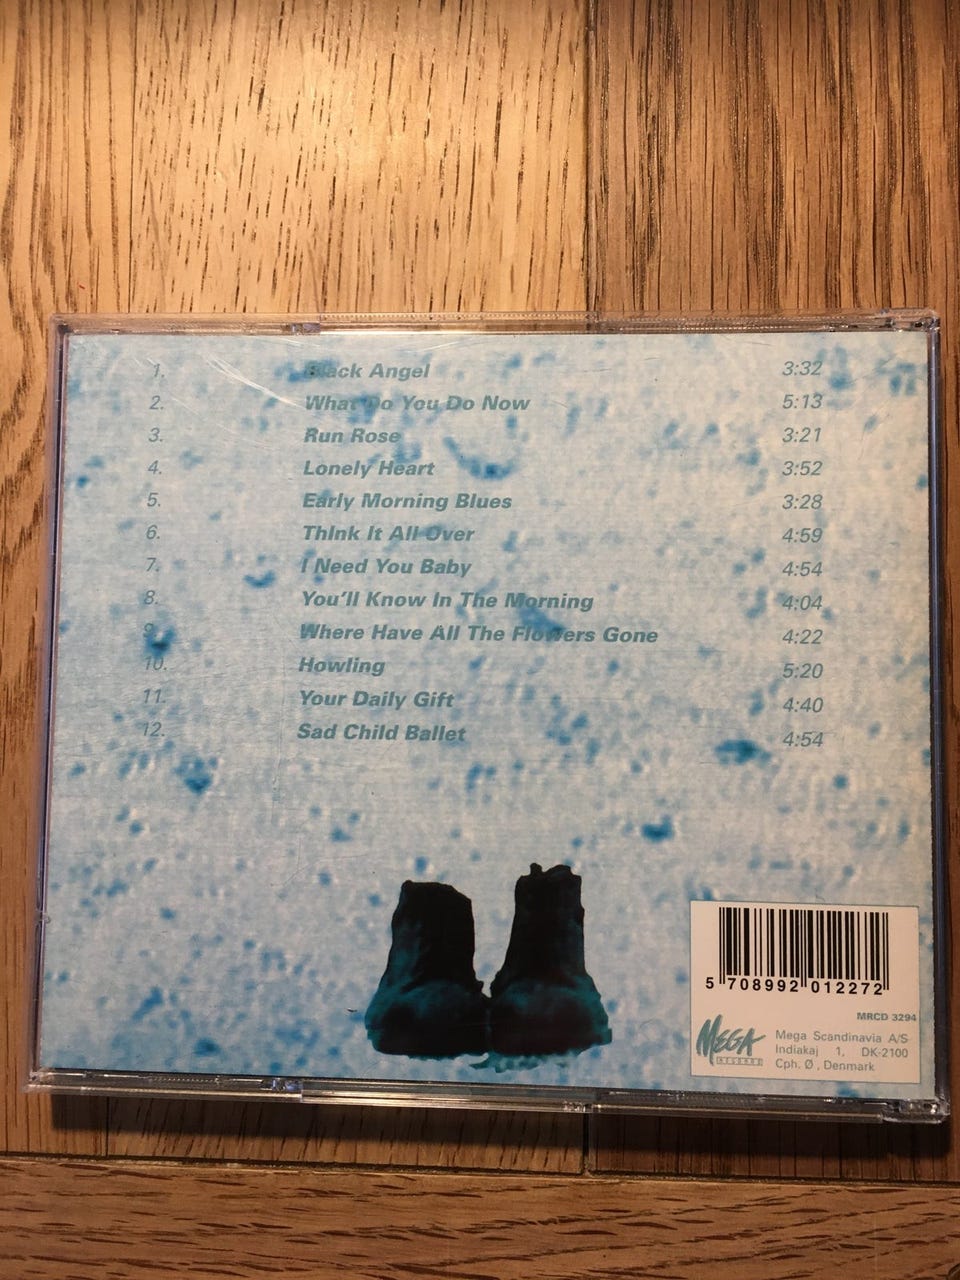 1. Black Angel 3:32
2. What Do You Do Now 5:13
3. Run Rose 3:21
4. Lonely Heart 3:52
5. Early Morning Blues 3:28
6. Think It All Over 4:59
7. I Need You Baby 4:54
8. You'll Know In The Morning 4:04
9. Where Have All The Flowers Gone 4:22
10. Howling 5:20
11. Your Daily Gift 4:40
12. Sad Child Ballet 4:54
5 708992 012272
MRCD 3294
MEGA
RECORDS
Mega Scandinavia A/S
Indiakaj 1, DK-2100
Cph. Ø , Denmark